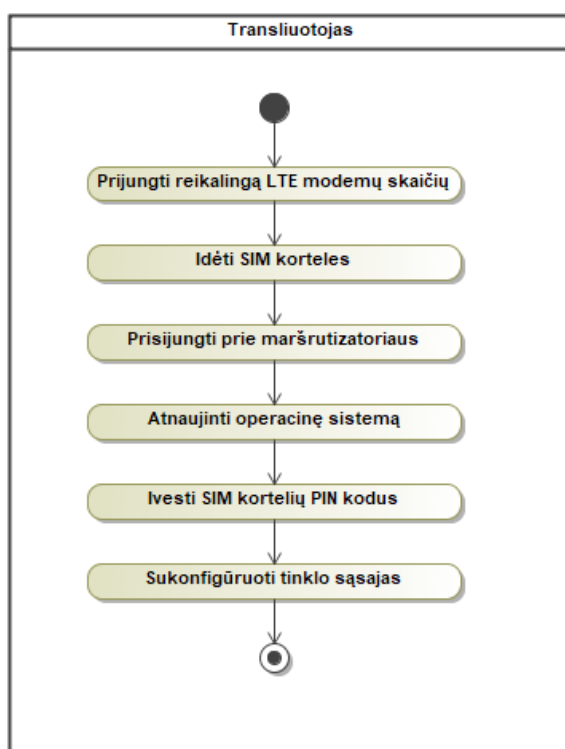 Transliuotojas
Prijungti reikalingą LTE modemų skaičių
Idėti SIM korteles
Prisijungti prie maršrutizatoriaus
Atnaujinti operacinę sistemą
Ivesti SIM kortelių PIN kodus
Sukonfigūruoti tinklo sąsajas